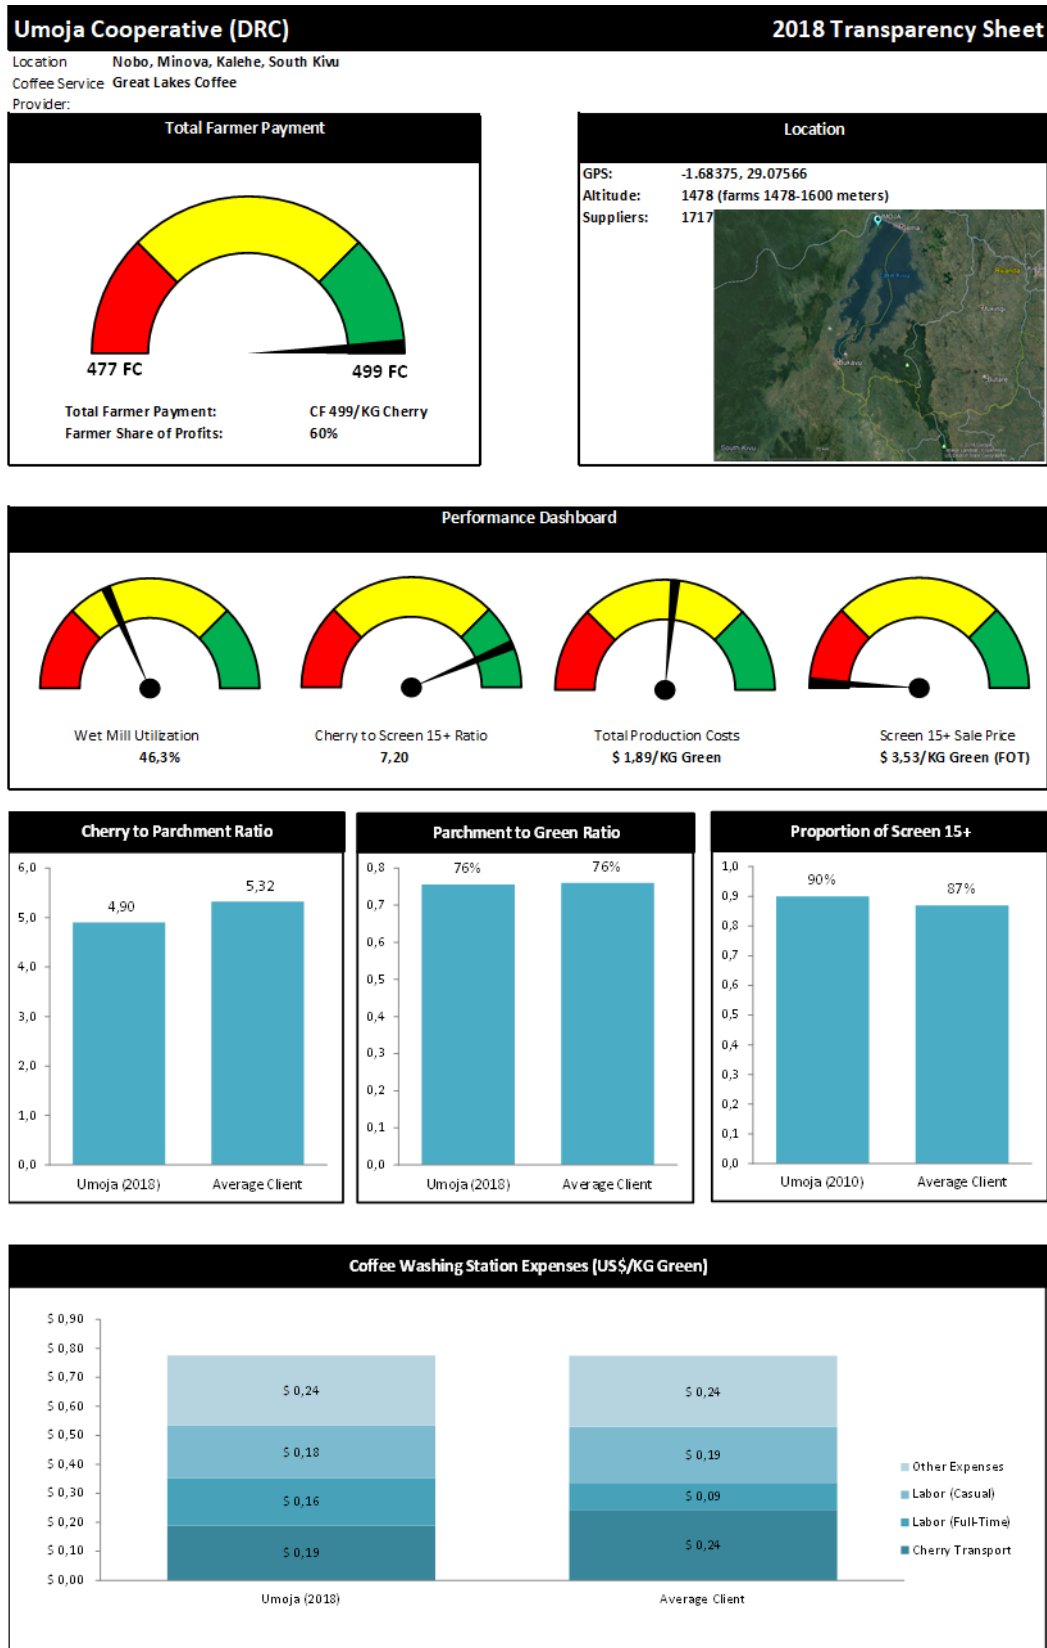 Umoja Cooperative (DRC) 2018 Transparency Sheet
Location Nobo, Minova, Kalehe, South Kivu
Coffee Service Great Lakes Coffee
Provider:
Total Farmer Payment
477 FC
499 FC
Total Farmer Payment: CF 499/KG Cherry
Farmer Share of Profits: 60%
Location
GPS: -1.68375, 29.07566
Altitude: 1478 (farms 1478-1600 meters)
Suppliers: 1717
Lake Kivu
Rwanda
Bukavu
Butare
South Kivu
Performance Dashboard
Wet Mill Utilization
46,3%
Cherry to Screen 15+ Ratio
7,20
Total Production Costs
$ 1,89/KG Green
Screen 15+ Sale Price
$ 3,53/KG Green (FOT)
Cherry to Parchment Ratio
6,0
5,0
4,0
3,0
2,0
1,0
0,0
4,90
5,32
Umoja (2018)
Average Client
Parchment to Green Ratio
0,8
0,7
0,6
0,5
0,4
0,3
0,2
0,1
0,0
76%
76%
Umoja (2018)
Average Client
Proportion of Screen 15+
1,0
0,9
0,8
0,7
0,6
0,5
0,4
0,3
0,2
0,1
0,0
90%
87%
Umoja (2010)
Average Client
Coffee Washing Station Expenses (US$/KG Green)
$ 0,90
$ 0,80
$ 0,70
$ 0,60
$ 0,50
$ 0,40
$ 0,30
$ 0,20
$ 0,10
$ 0,00
$ 0,24
$ 0,18
$ 0,16
$ 0,19
$ 0,24
$ 0,19
$ 0,09
$ 0,24
Umoja (2018)
Average Client
Other Expenses
Labor (Casual)
Labor (Full-Time)
Cherry Transport